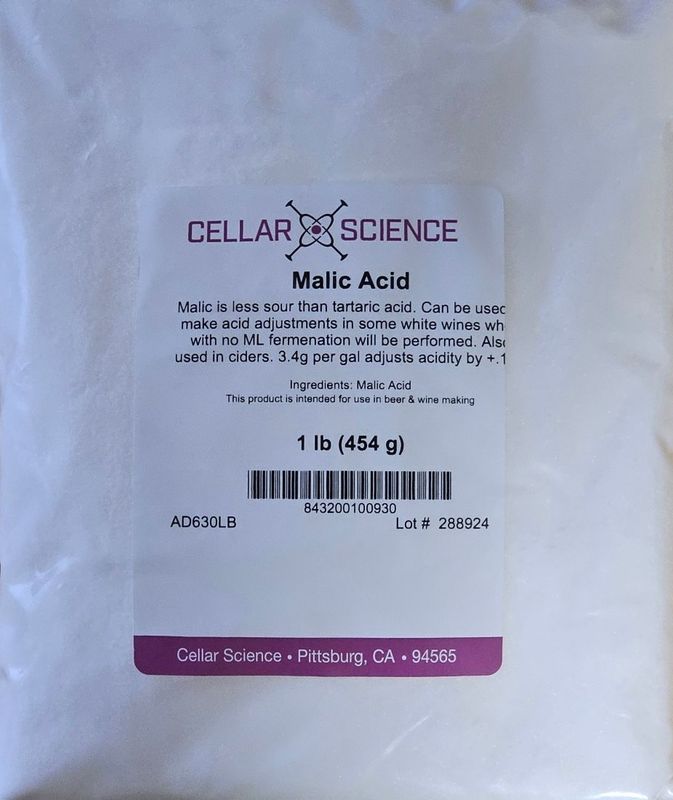 CELLAR SCIENCE
Malic Acid
Malic is less sour than tartaric acid. Can be used
make acid adjustments in some white wines wh
with no ML fermenation will be performed. Also
used in ciders. 3.4g per gal adjusts acidity by +.1
Ingredients: Malic Acid
This product is intended for use in beer & wine making
1 lb (454 g)
843200100930
AD630LB Lot # 288924
Cellar Science • Pittsburg, CA • 94565